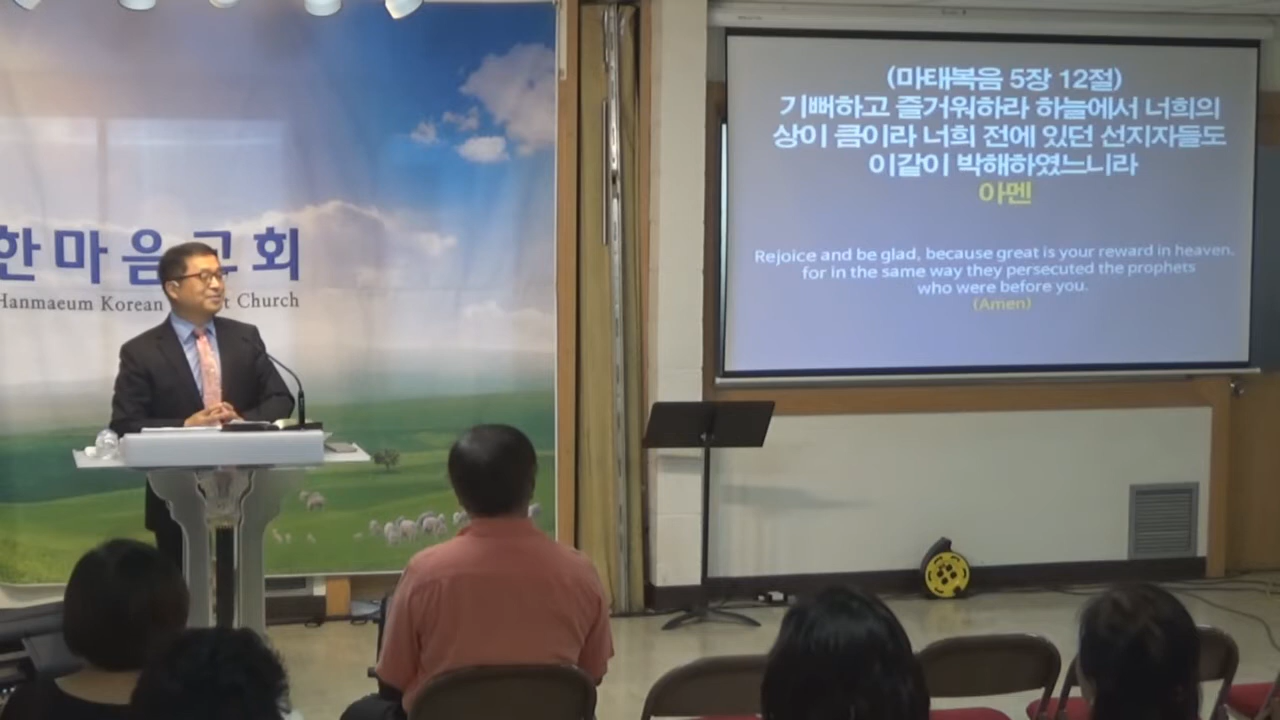 한마음교회
Hanmaeum Korean Church
(마태복음 5장 12절)
기뻐하고 즐거워하라 하늘에서 너희의
상이 큼이라 너희 전에 있던 선지자들도
이같이 박해하였느니라
아멘
Rejoice and be glad, because great is your reward in heaven,
for in the same way they persecuted the prophets
who were before you.
(Amen)